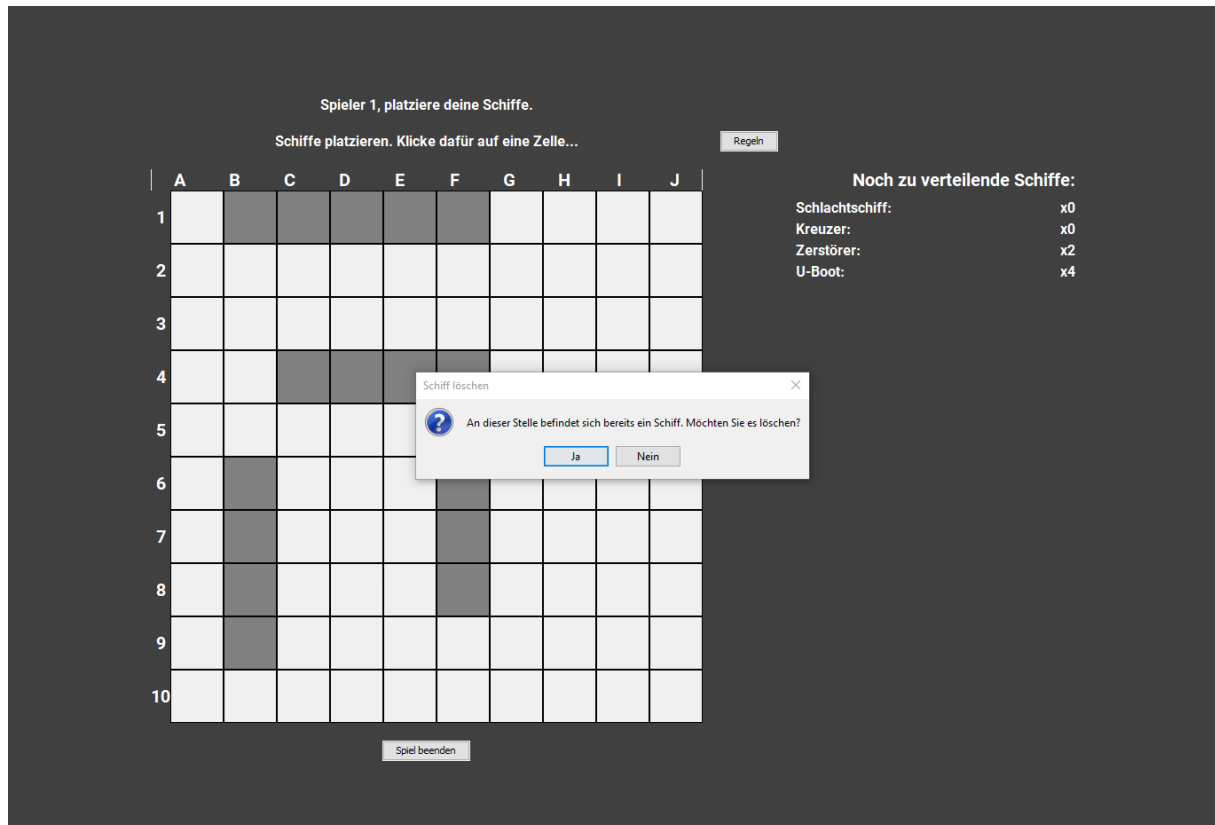 Spieler 1, platziere deine Schiffe.
Schiffe platzieren. Klicke dafür auf eine Zelle...
Regeln
A B C D E F G H I J
Noch zu verteilende Schiffe:
Schlachtschiff: x0
Kreuzer: x0
Zerstörer: x2
U-Boot: x4
1
2
3
4
5
6
7
8
9
10
Schiff löschen
An dieser Stelle befindet sich bereits ein Schiff. Möchten Sie es löschen?
Ja Nein
Spiel beenden